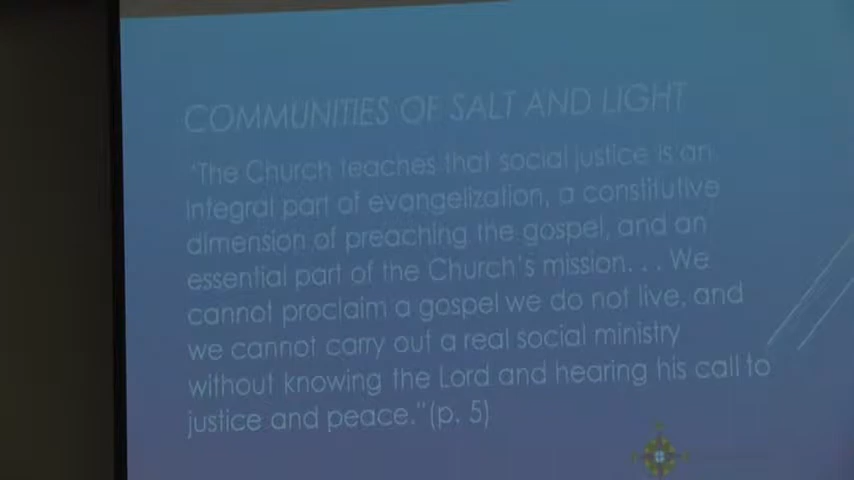 COMMUNITIES OF SALT AND LIGHT
"The Church teaches that social justice is an
integral part of evangelization, a constitutive
dimension of preaching the gospel, and an
essential part of the Church's mission. . . We
cannot proclaim a gospel we do not live, and
we cannot carry out a real social ministry
without knowing the Lord and hearing his call to
justice and peace."(p. 5)